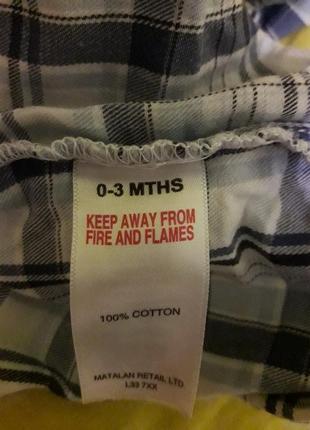 0-3 MTHS
KEEP AWAY FROM
FIRE AND FLAMES
100% COTTON
MATALAN RETAIL LTD
L33 7XX